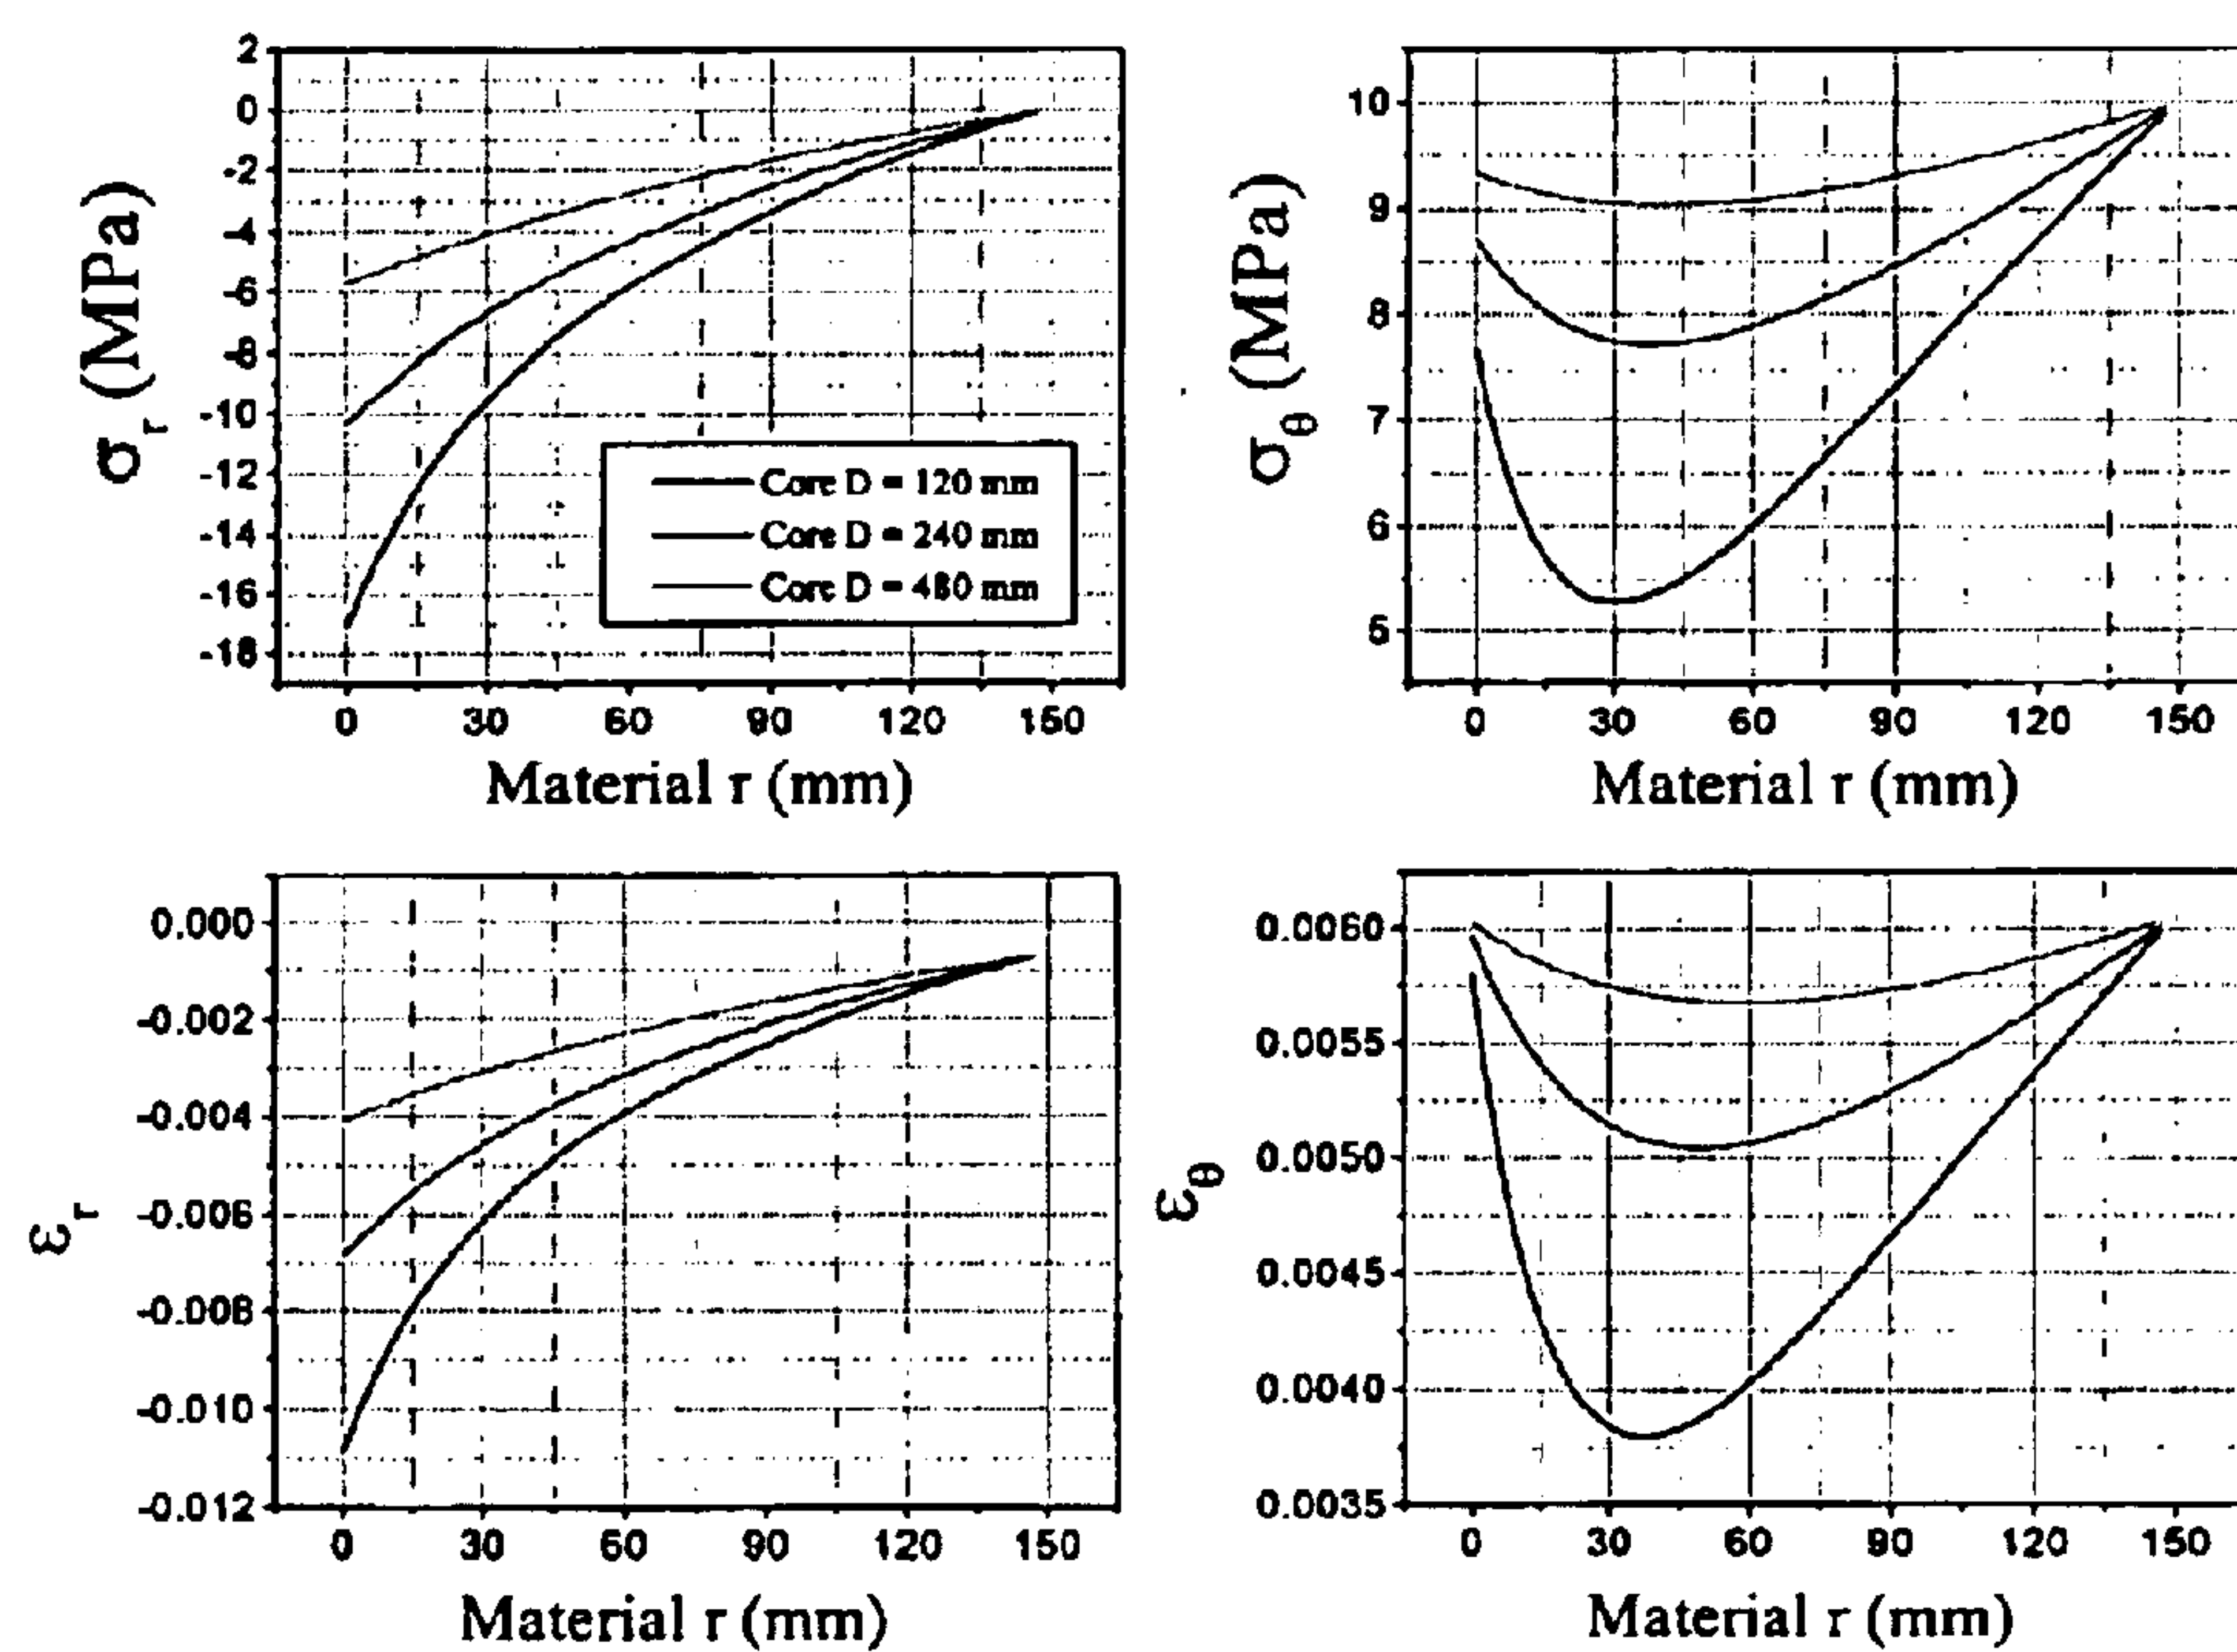 2
0
-2
-4
-6
-8
-10
-12
-14
-16
-18
σr (MPa)
Core D = 120 mm
Core D = 240 mm
Core D = 480 mm
0 30 60 90 120 150
Material r (mm)
10
9
8
7
6
5
σθ (MPa)
0 30 60 90 120 150
Material r (mm)
0.000
-0.002
-0.004
-0.006
-0.008
-0.010
-0.012
εr
0 30 60 90 120 150
Material r (mm)
0.0060
0.0055
0.0050
0.0045
0.0040
0.0035
εθ
0 30 60 90 120 150
Material r (mm)